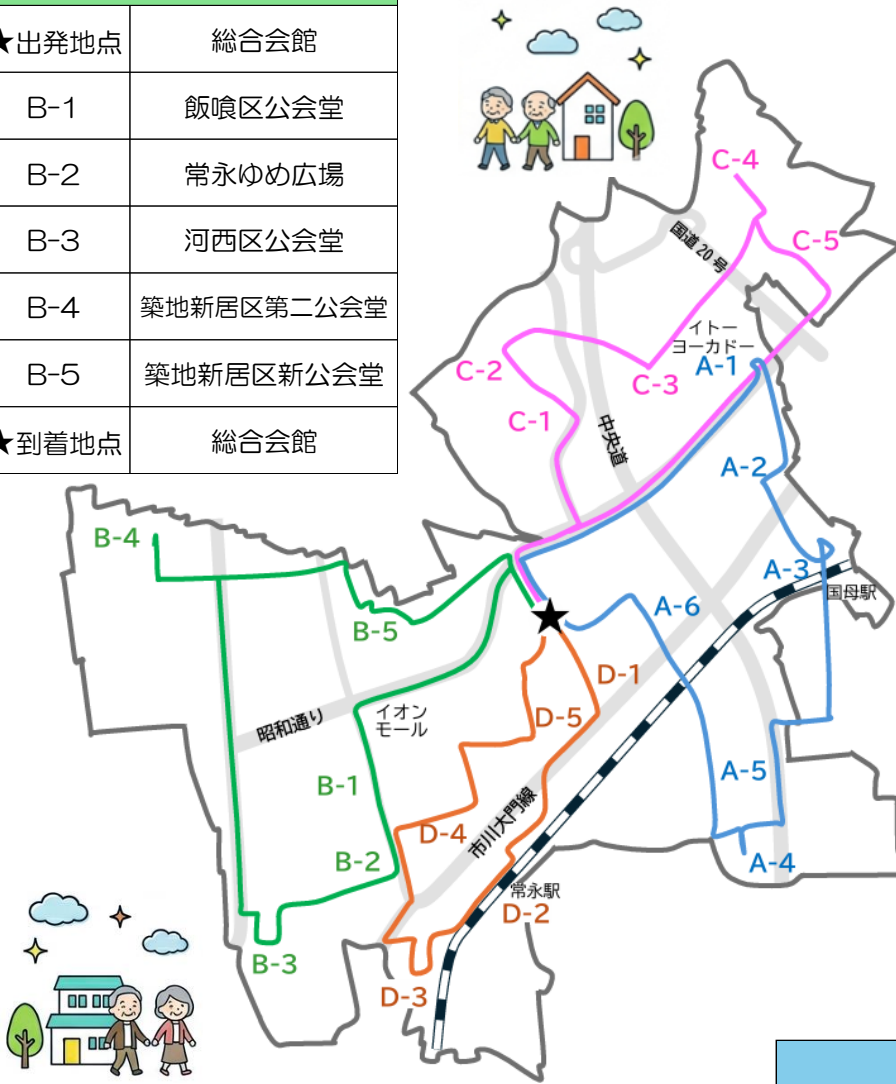 ★出発地点 総合会館
B-1 飯喰区公会堂
B-2 常永ゆめ広場
B-3 河西区公会堂
B-4 築地新居区第二公会堂
B-5 築地新居区新公会堂
★到着地点 総合会館
C-4
国道20号
C-5
イトー
ヨーカドー
A-1
C-2
C-3
C-1
中央道
A-2
B-4
A-3
国母駅
A-6
★
B-5
D-1
昭和通り
イオン
モール
D-5
B-1
A-5
市川大門線
D-4
B-2
A-4
常永駅
D-2
B-3
D-3